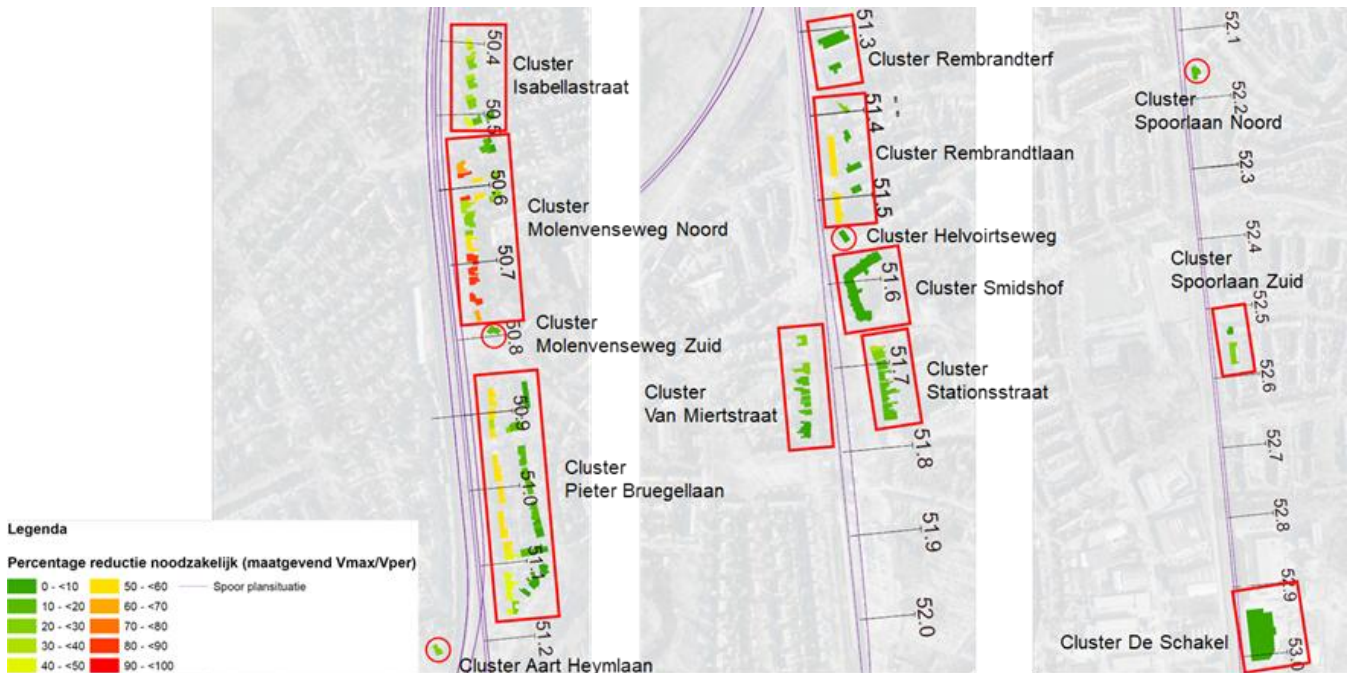 50.4
Cluster
Isabellastraat
50.5
50.6
Cluster
Molenvenseweg Noord
50.7
Cluster
Molenvenseweg Zuid
50.8
50.9
Cluster
Pieter Bruegellaan
51.0
51.1
51.2
Cluster Aart Heymlaan
Legenda
Percentage reductie noodzakelijk (maatgevend Vmax/Vper)
0 - <10
50 - <60
Spoor plansituatie
10 - <20
60 - <70
20 - <30
70 - <80
30 - <40
80 - <90
40 - <50
90 - <100
51.3
Cluster Rembrandterf
51.4
Cluster Rembrandtlaan
51.5
Cluster Helvoirtseweg
51.6
Cluster Smidshof
51.7
Cluster
Stationsstraat
Cluster
Van Miertstraat
51.8
51.9
52.0
52.1
Cluster
Spoorlaan Noord
52.2
52.3
52.4
Cluster
Spoorlaan Zuid
52.5
52.6
52.7
52.8
52.9
Cluster De Schakel
53.0